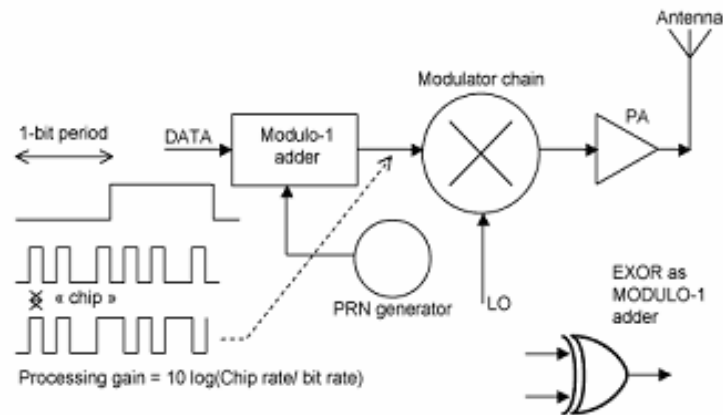 Antenna
Modulator chain
PA
1-bit period
DATA
Modulo-1
adder
« chip »
PRN generator
LO
EXOR as
MODULO-1
adder
Processing gain = 10 log(Chip rate/ bit rate)